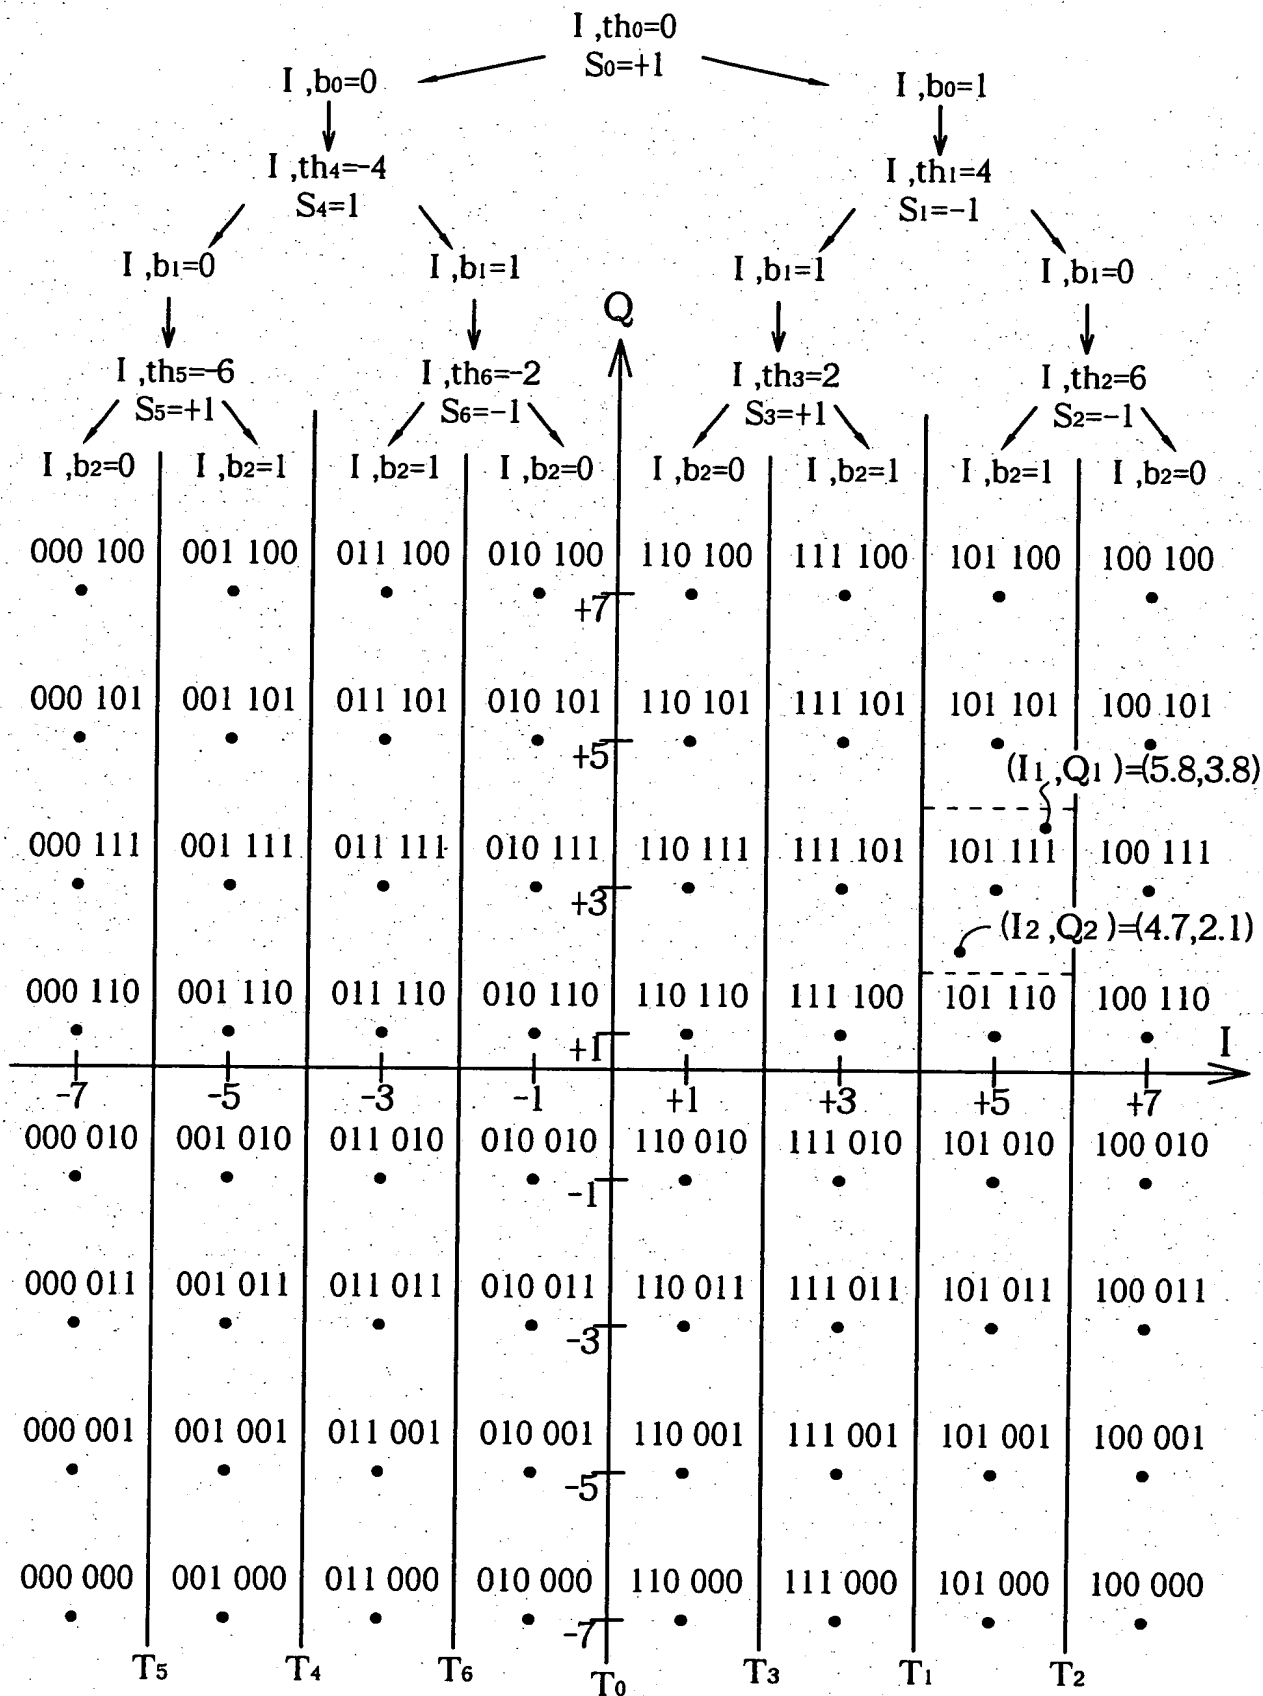 I ,th0=0
S0=+1
I ,b0=0
I ,b0=1
I ,th4=-4
S4=1
I ,th1=4
S1=-1
I ,b1=0
I ,b1=1
I ,b1=1
I ,b1=0
Q
I ,th5=-6
S5=+1
I ,th6=-2
S6=-1
I ,th3=2
S3=+1
I ,th2=6
S2=-1
I ,b2=0 I ,b2=1 I ,b2=1 I ,b2=0 I ,b2=0 I ,b2=1 I ,b2=1 I ,b2=0
000 100 001 100 011 100 010 100 110 100 111 100 101 100 100 100
+7
000 101 001 101 011 101 010 101 110 101 111 101 101 101 100 101
+5
(I1 ,Q1 )=(5.8,3.8)
000 111 001 111 011 111 010 111 110 111 111 101 101 111 100 111
+3
(I2 ,Q2 )=(4.7,2.1)
000 110 001 110 011 110 010 110 110 110 111 100 101 110 100 110
+1
I
-7 -5 -3 -1 +1 +3 +5 +7
000 010 001 010 011 010 010 010 110 010 111 010 101 010 100 010
-1
000 011 001 011 011 011 010 011 110 011 111 011 101 011 100 011
-3
000 001 001 001 011 001 010 001 110 001 111 001 101 001 100 001
-5
000 000 001 000 011 000 010 000 110 000 111 000 101 000 100 000
-7
T5 T4 T6 T0 T3 T1 T2